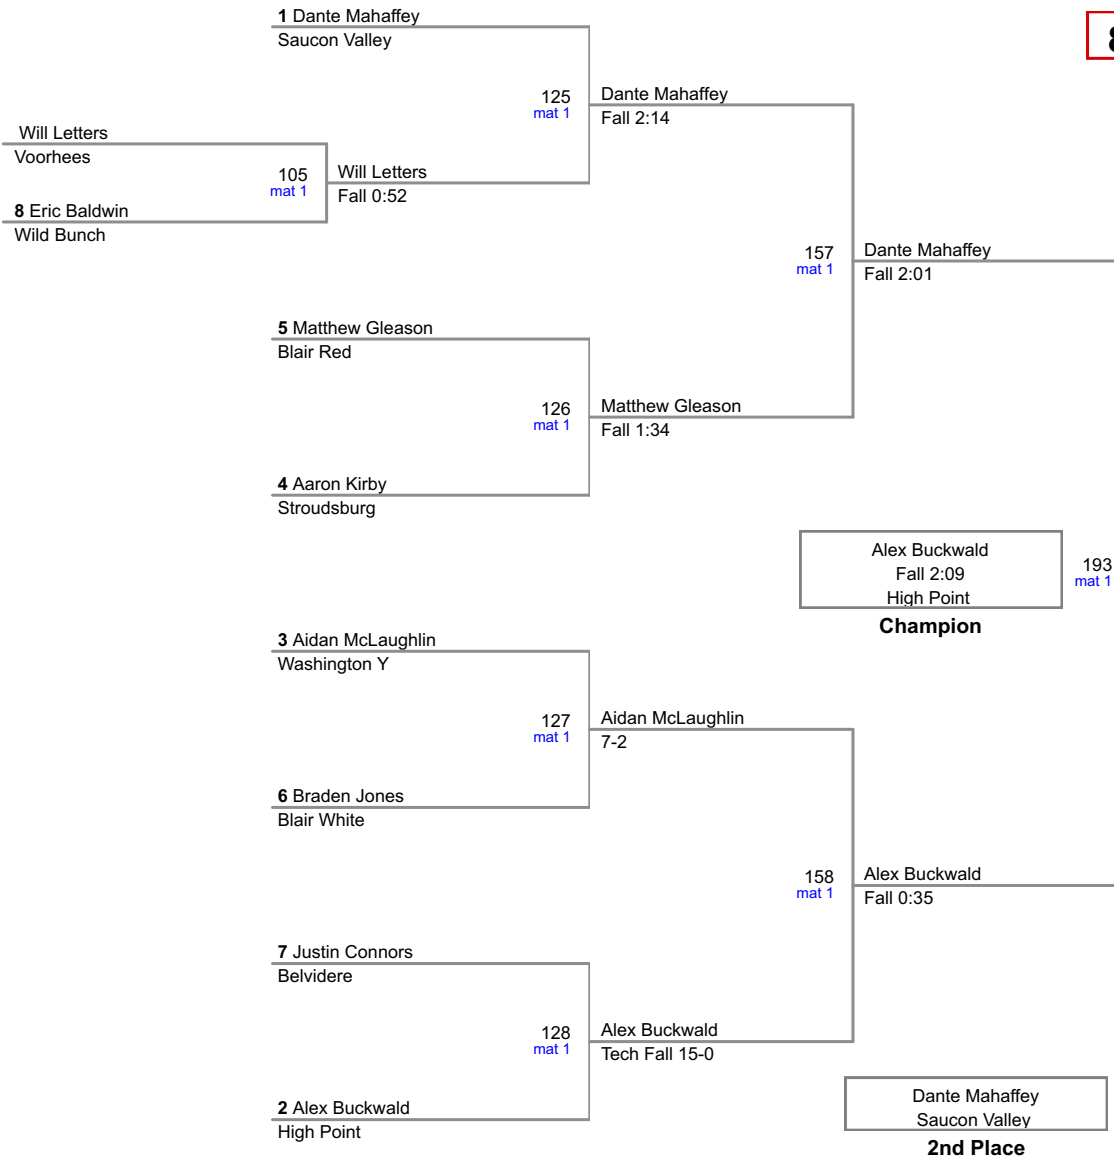 1 Dante Mahaffey
Saucon Valley
8
125
mat 1
Dante Mahaffey
Fall 2:14
Will Letters
Voorhees
105
mat 1
Will Letters
Fall 0:52
8 Eric Baldwin
Wild Bunch
157
mat 1
Dante Mahaffey
Fall 2:01
5 Matthew Gleason
Blair Red
126
mat 1
Matthew Gleason
Fall 1:34
4 Aaron Kirby
Stroudsburg
Alex Buckwald
Fall 2:09
High Point
193
mat 1
Champion
3 Aidan McLaughlin
Washington Y
127
mat 1
Aidan McLaughlin
7-2
6 Braden Jones
Blair White
158
mat 1
Alex Buckwald
Fall 0:35
7 Justin Connors
Belvidere
128
mat 1
Alex Buckwald
Tech Fall 15-0
2 Alex Buckwald
High Point
Dante Mahaffey
Saucon Valley
2nd Place